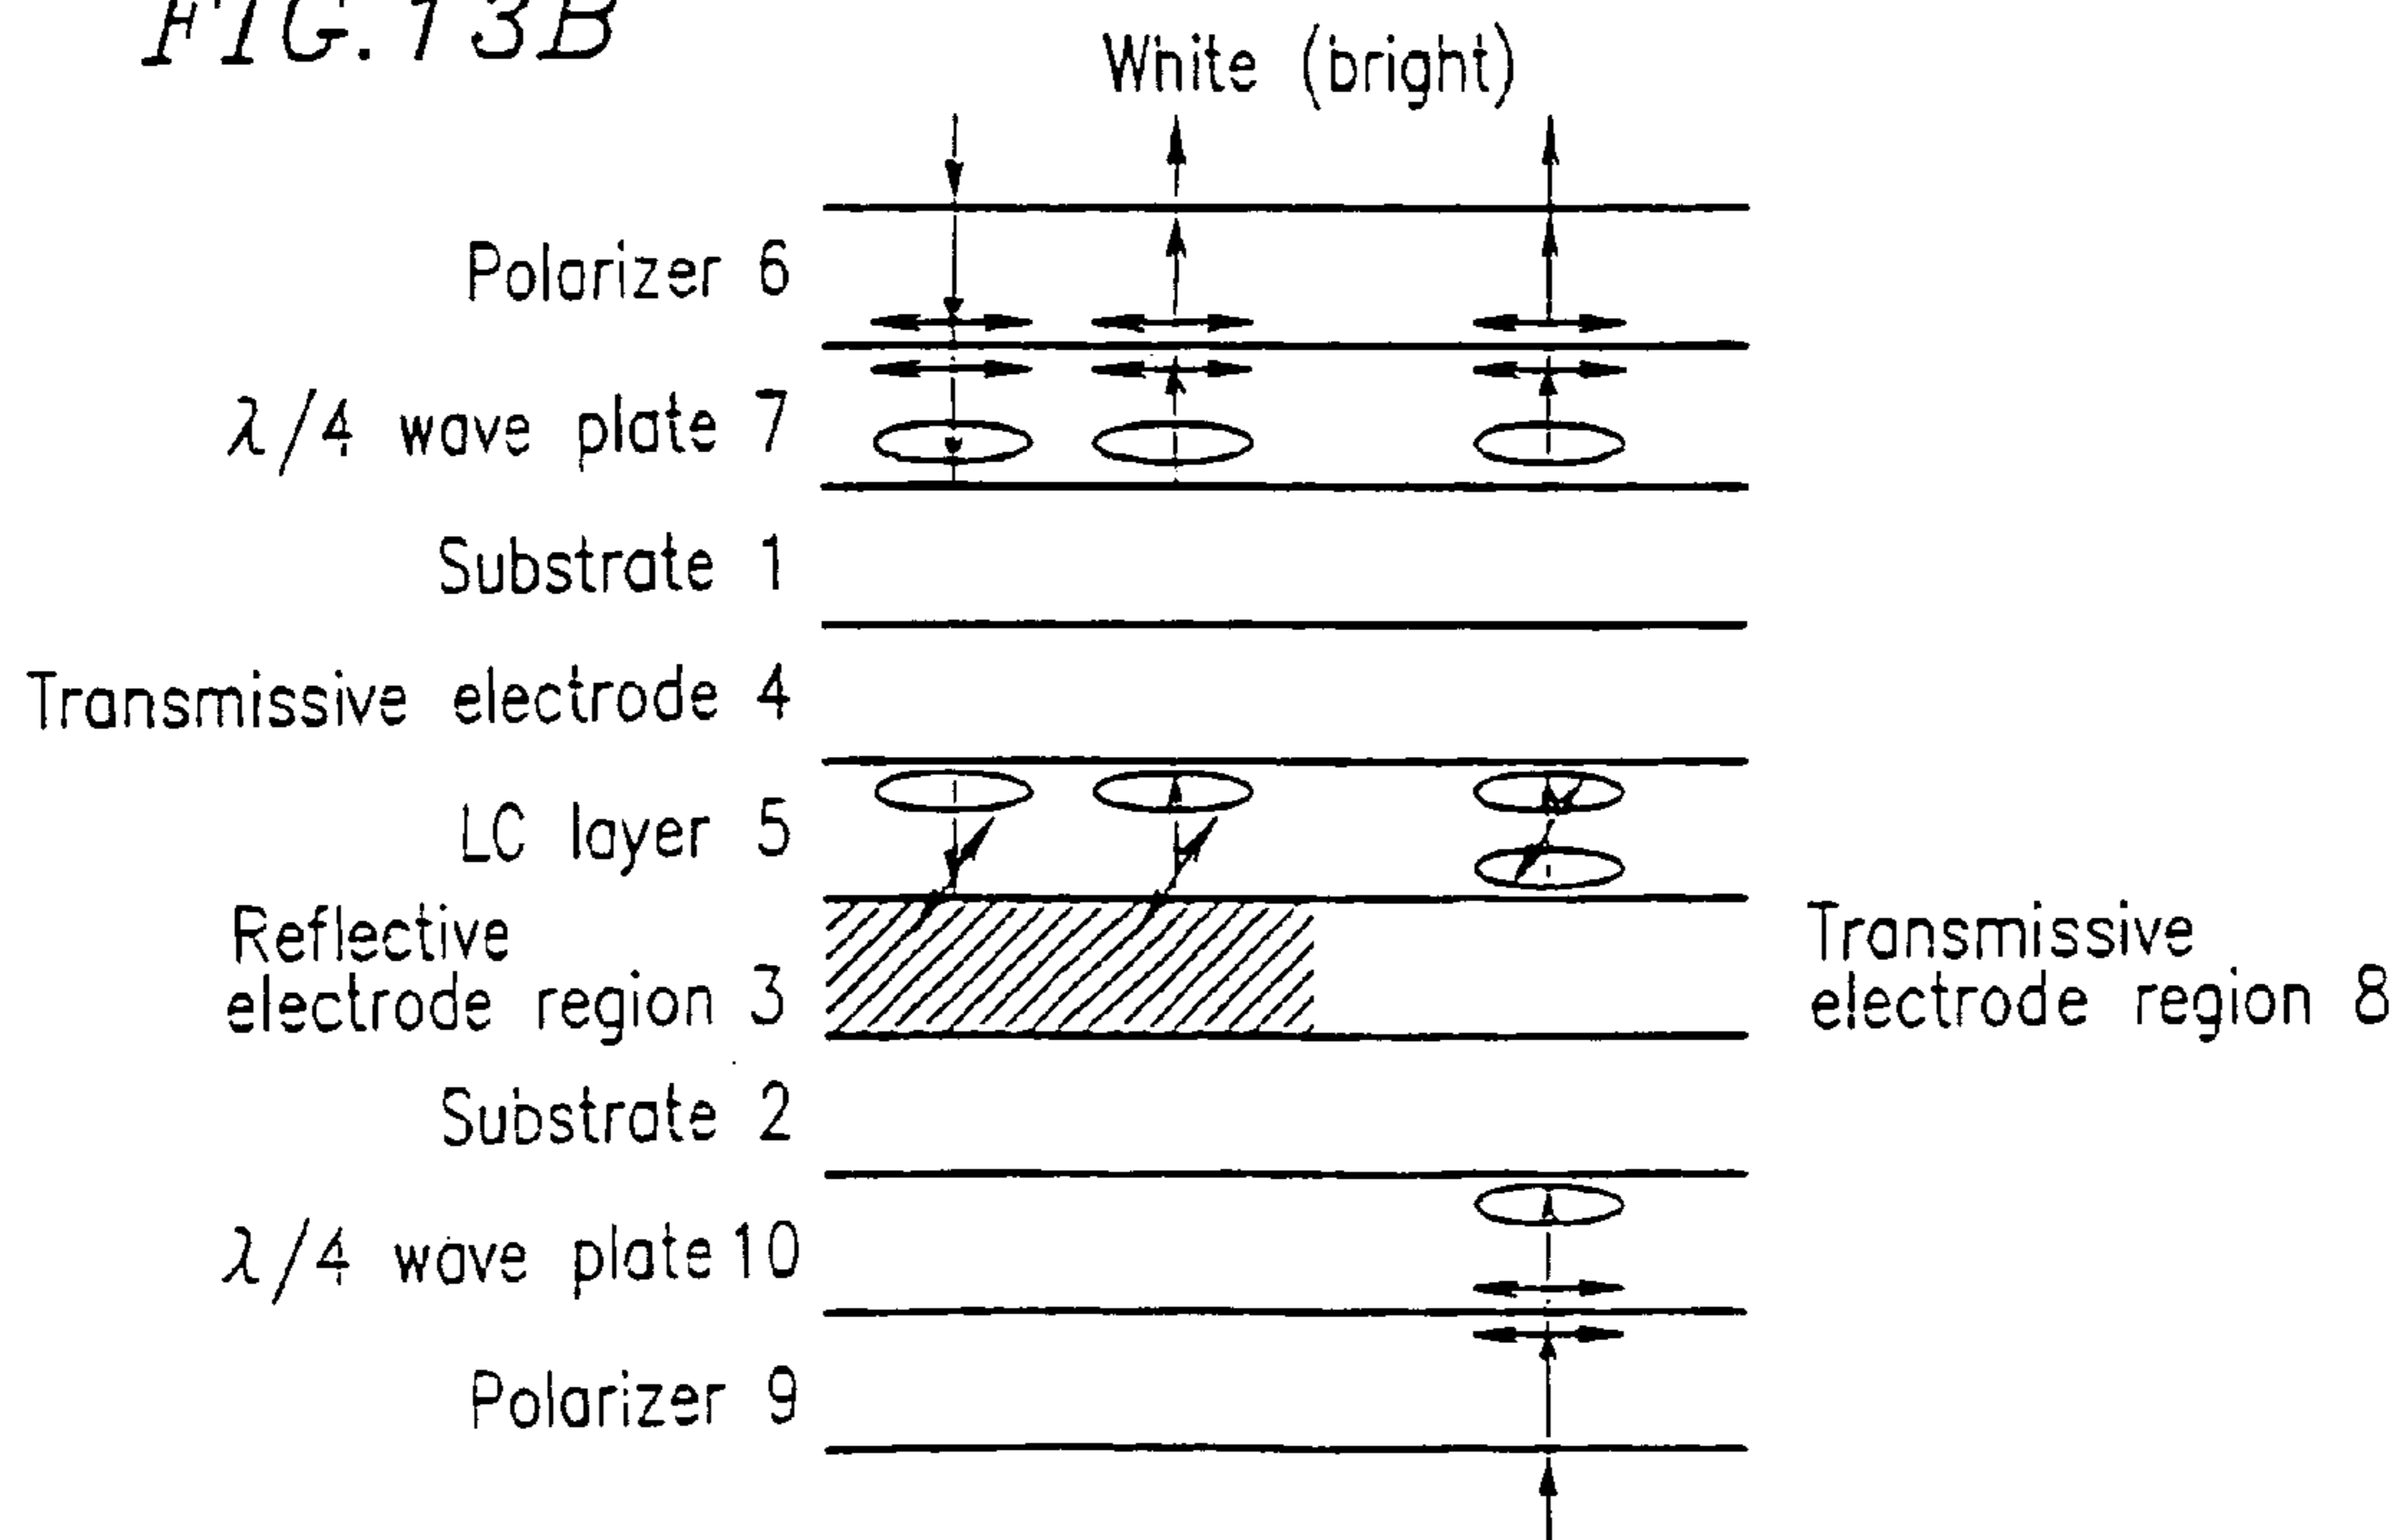 FIG. 13B
White (bright)
Polarizer 6
λ/4 wave plate 7
Substrate 1
Transmissive electrode 4
LC layer 5
Reflective
electrode region 3
Transmissive
electrode region 8
Substrate 2
λ/4 wave plate 10
Polarizer 9